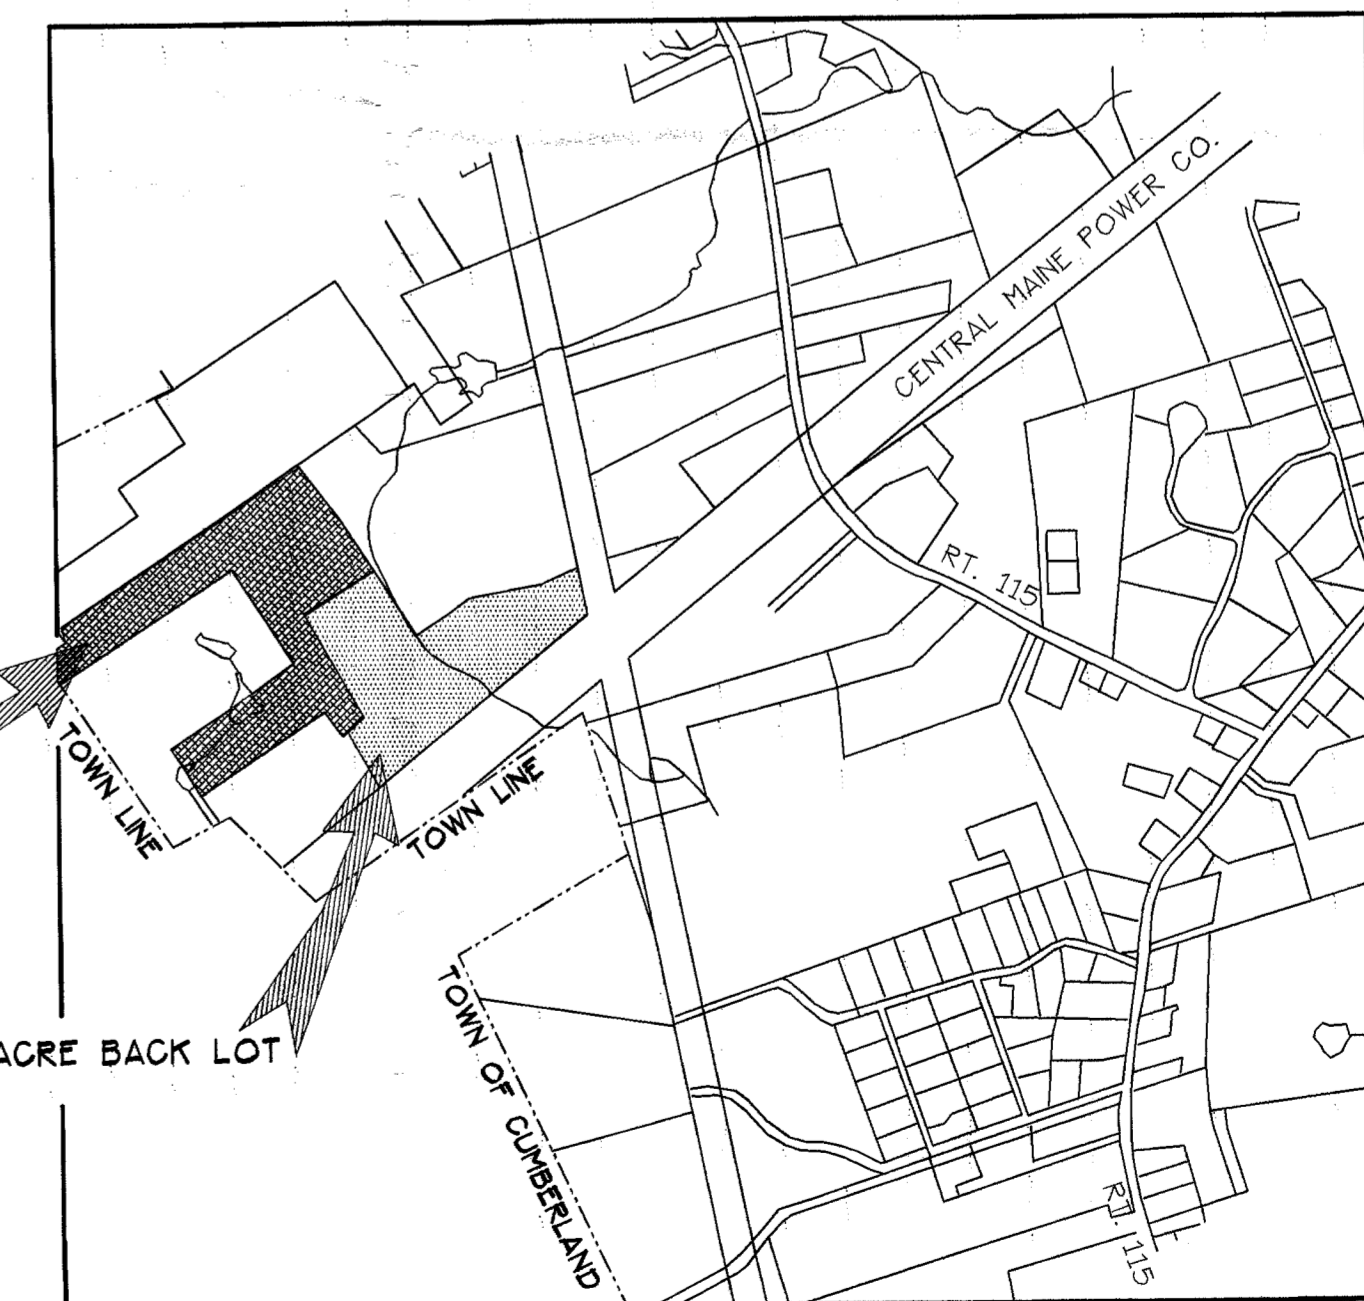 CENTRAL MAINE POWER CO.
RT. 115
TOWN LINE
TOWN LINE
ACRE BACK LOT
TOWN OF CUMBERLAND
RT. 115